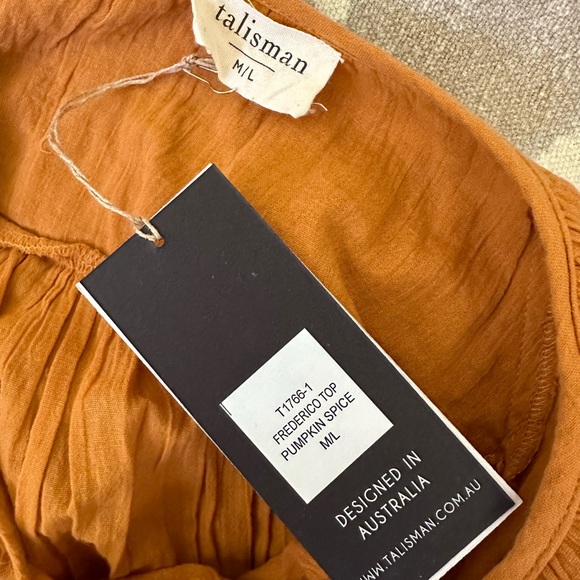 talisman
M/L
T1766-1
FREDERICO TOP
PUMPKIN SPICE
M/L
DESIGNED IN
AUSTRALIA
WWW.TALISMAN.COM.AU